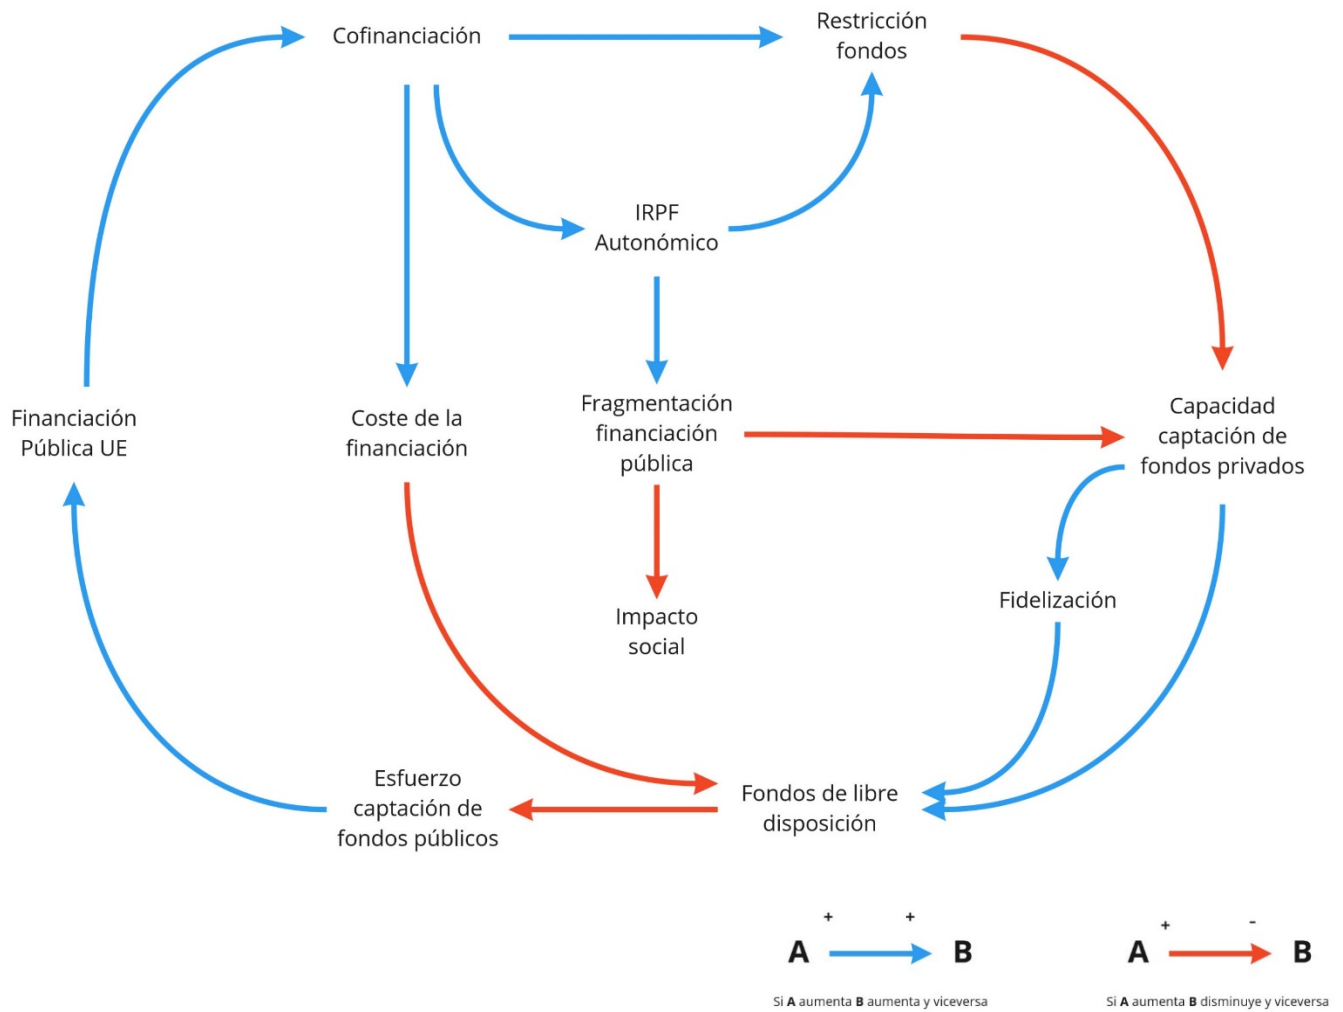 Cofinanciación
Restricción
fondos
IRPF
Autonómico
Financiación
Pública UE
Coste de la
financiación
Fragmentación
financiación
pública
Capacidad
captación de
fondos privados
Impacto
social
Fidelización
Esfuerzo
captación de
fondos públicos
Fondos de libre
disposición
+ +
A B
Si A aumenta B aumenta y viceversa
+ -
A B
Si A aumenta B disminuye y viceversa